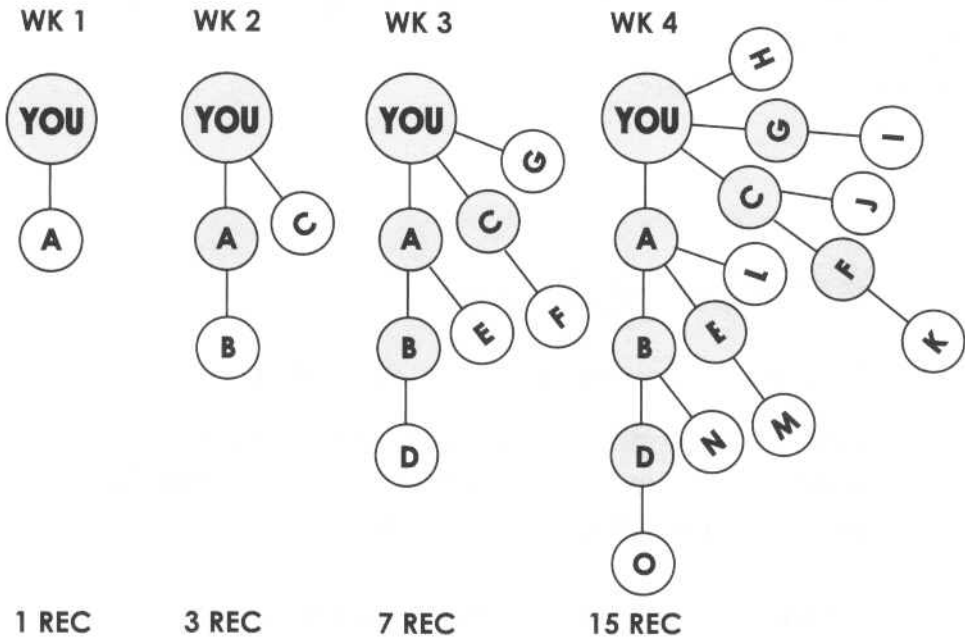 WK 1 WK 2 WK 3 WK 4
H
YOU YOU YOU YOU
G I
G
C J
C C
A A A F
L
B B E F B E K
D D N M
O
1 REC 3 REC 7 REC 15 REC